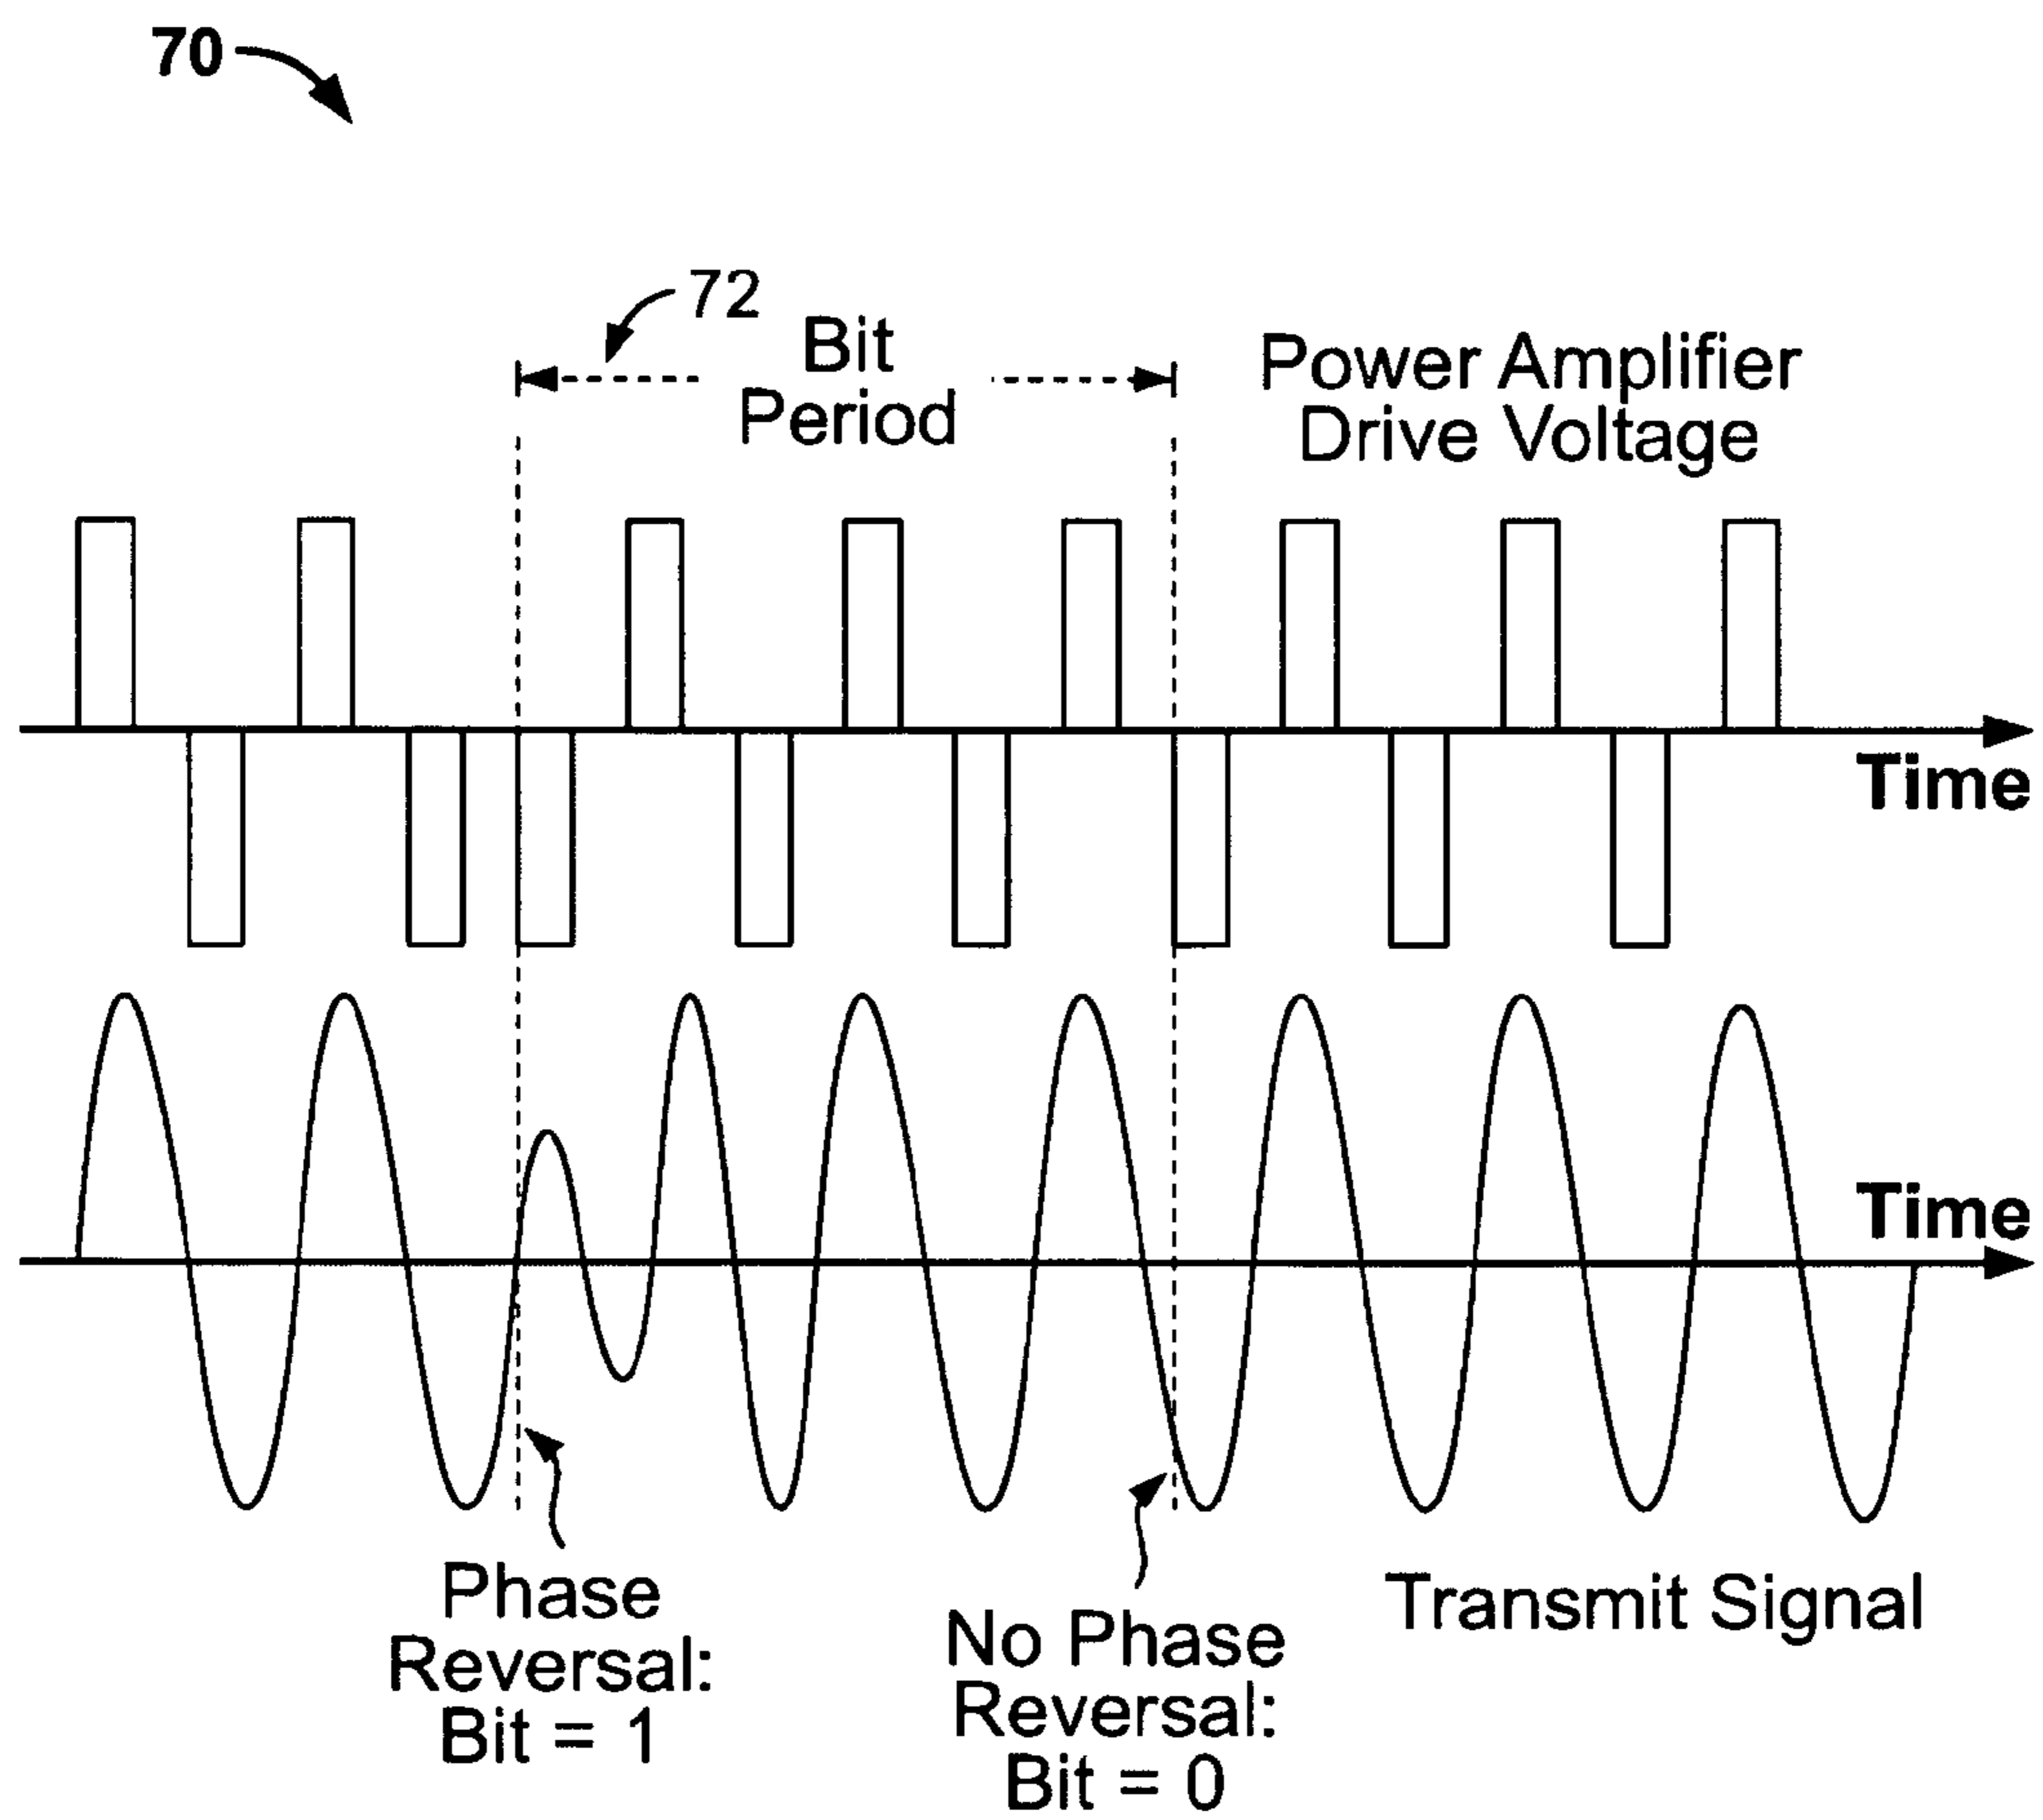 70
72
Bit
Period
Power Amplifier
Drive Voltage
Time
Time
Phase
Reversal:
Bit = 1
No Phase
Reversal:
Bit = 0
Transmit Signal